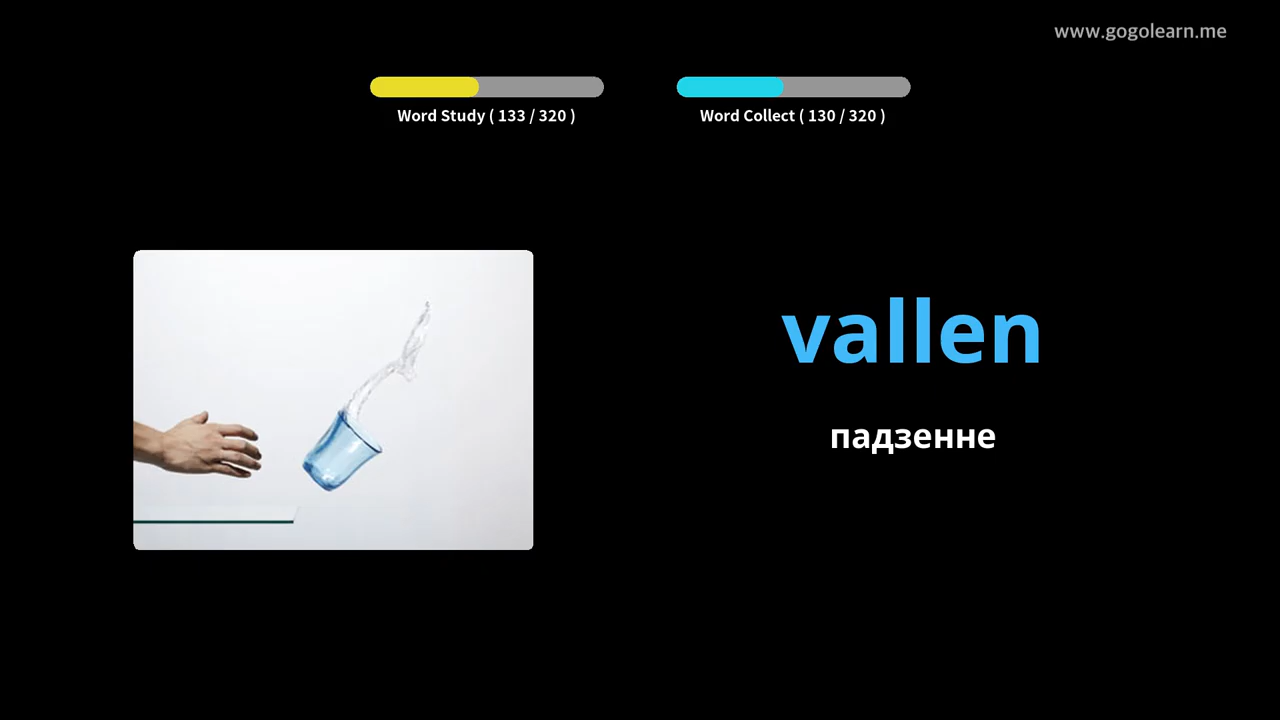 www.gogolearn.me
Word Study ( 133 / 320 )
Word Collect ( 130 / 320 )
vallen
падзенне